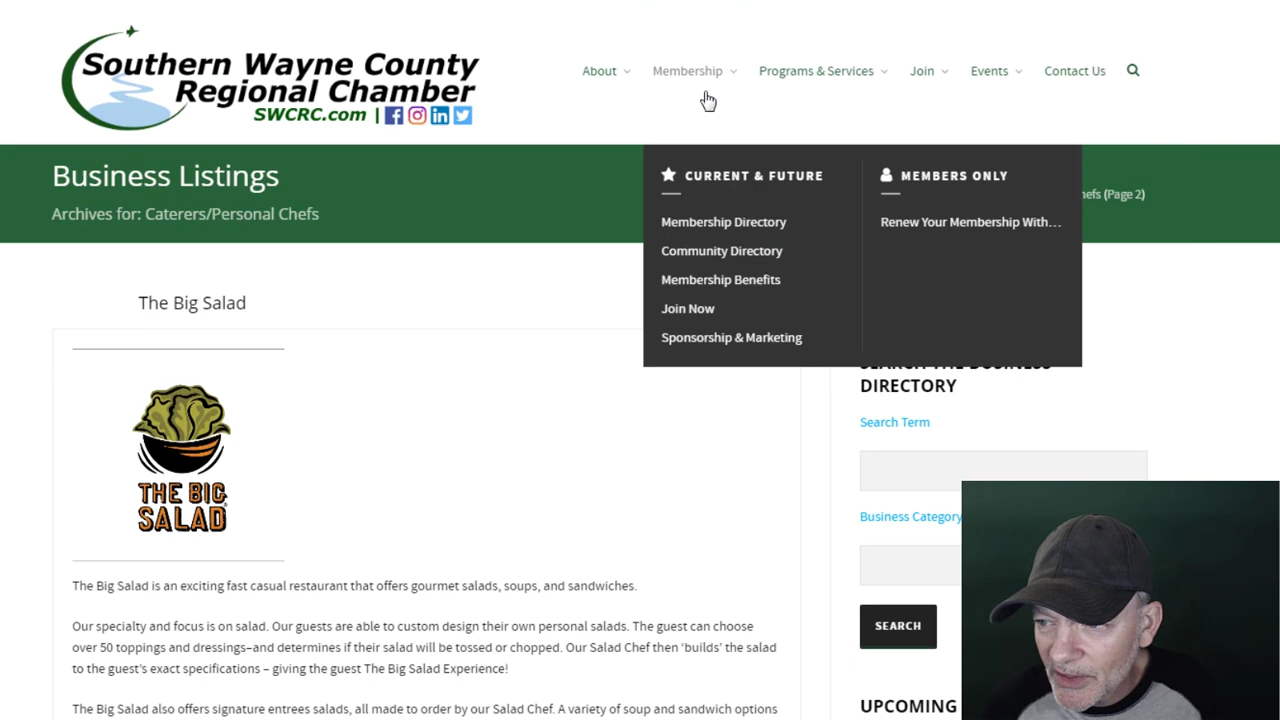 Southern Wayne County
Regional Chamber
SWCRC.com |
About
Membership
Programs & Services
Join
Events
Contact Us
Business Listings
Archives for: Caterers/Personal Chefs
hefs (Page 2)
CURRENT & FUTURE
Membership Directory
Community Directory
Membership Benefits
Join Now
Sponsorship & Marketing
MEMBERS ONLY
Renew Your Membership With...
The Big Salad
THE BIG
SALAD
The Big Salad is an exciting fast casual restaurant that offers gourmet salads, soups, and sandwiches.
Our specialty and focus is on salad. Our guests are able to custom design their own personal salads. The guest can choose
over 50 toppings and dressings–and determines if their salad will be tossed or chopped. Our Salad Chef then ‘builds’ the salad
to the guest’s exact specifications – giving the guest The Big Salad Experience!
The Big Salad also offers signature entrees salads, all made to order by our Salad Chef. A variety of soup and sandwich options
SEARCH THE BUSINESS
DIRECTORY
Search Term
Business Category
SEARCH
UPCOMING